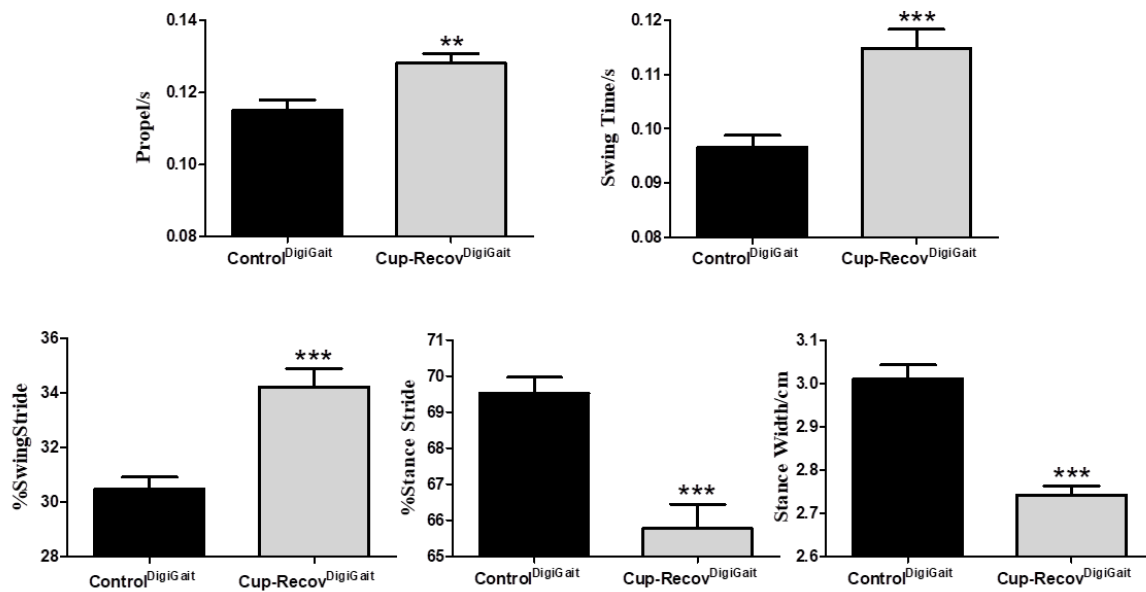 Propel/s
0.14
0.12
0.10
0.08
**
Control^DigiGait
Cup-Recov^DigiGait
Swing Time/s
0.12
0.11
0.10
0.09
0.08
***
Control^DigiGait
Cup-Recov^DigiGait
%SwingStride
36
34
32
30
28
***
Control^DigiGait
Cup-Recov^DigiGait
%Stance Stride
71
70
69
68
67
66
65
***
Control^DigiGait
Cup-Recov^DigiGait
Stance Width/cm
3.1
3.0
2.9
2.8
2.7
2.6
***
Control^DigiGait
Cup-Recov^DigiGait